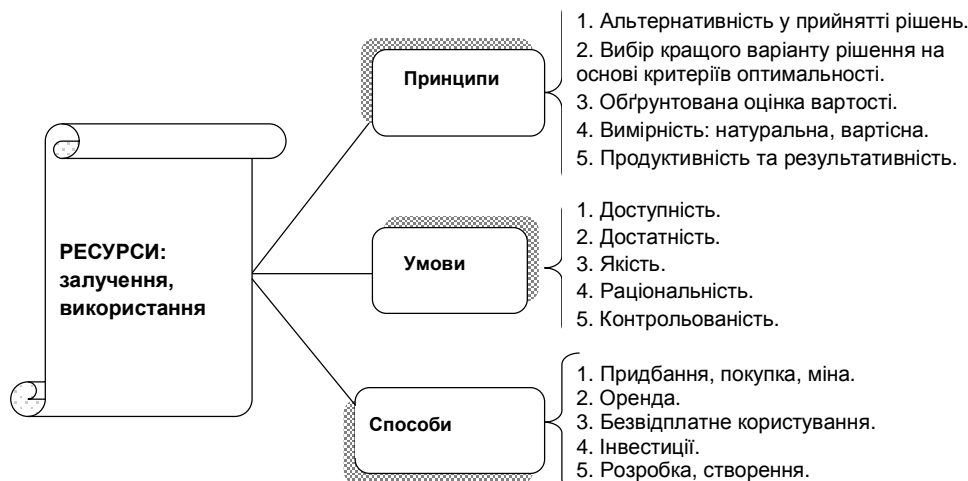 РЕСУРСИ:
залучення,
використання
Принципи
1. Альтернативність у прийнятті рішень.
2. Вибір кращого варіанту рішення на
основі критеріїв оптимальності.
3. Обґрунтована оцінка вартості.
4. Вимірність: натуральна, вартісна.
5. Продуктивність та результативність.
Умови
1. Доступність.
2. Достатність.
3. Якість.
4. Раціональність.
5. Контрольованість.
Способи
1. Придбання, покупка, міна.
2. Оренда.
3. Безвідплатне користування.
4. Інвестиції.
5. Розробка, створення.